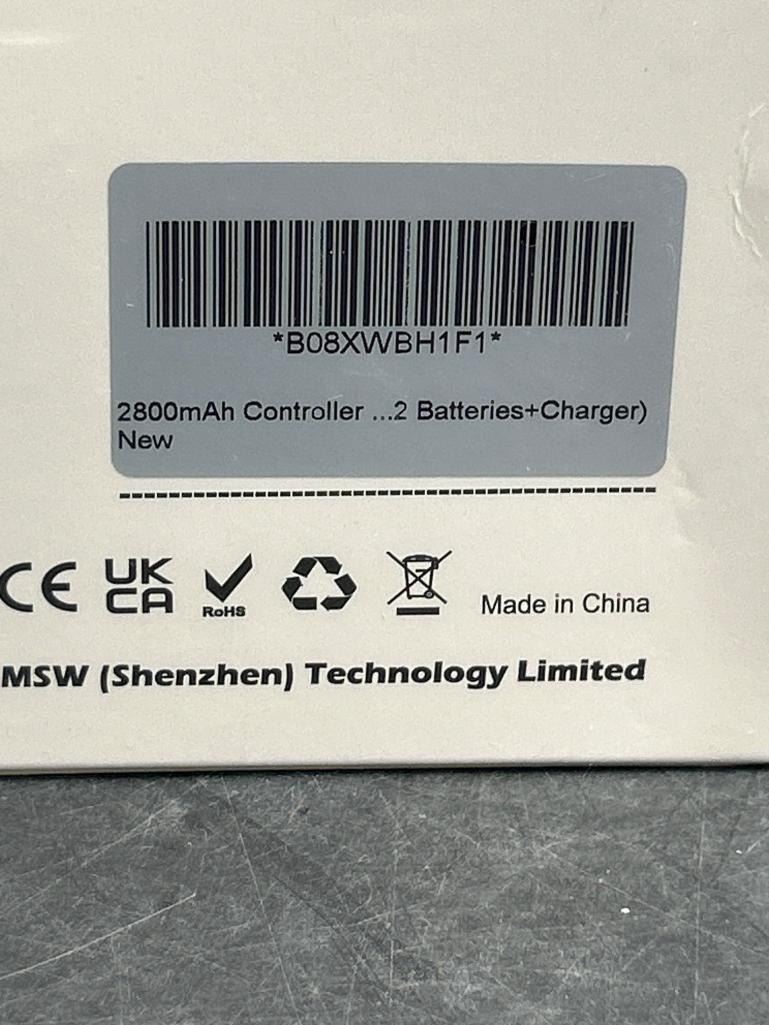 *B08XWBH1F1*
2800mAh Controller ...2 Batteries+Charger)
New
CE UK CA RoHS Made in China
MSW (Shenzhen) Technology Limited